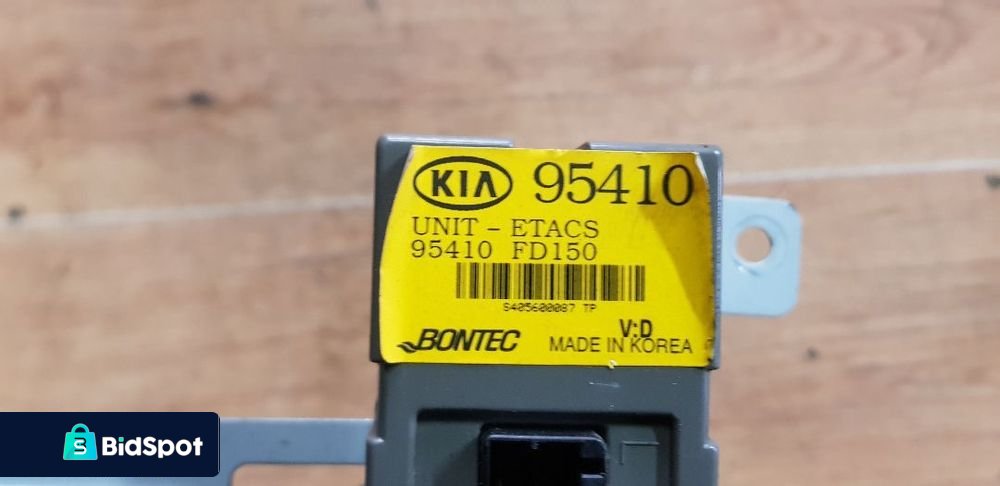 KIA 95410
UNIT - ETACS
95410 FD150
S405600087 TP
V:D
BONTEC MADE IN KOREA
BidSpot